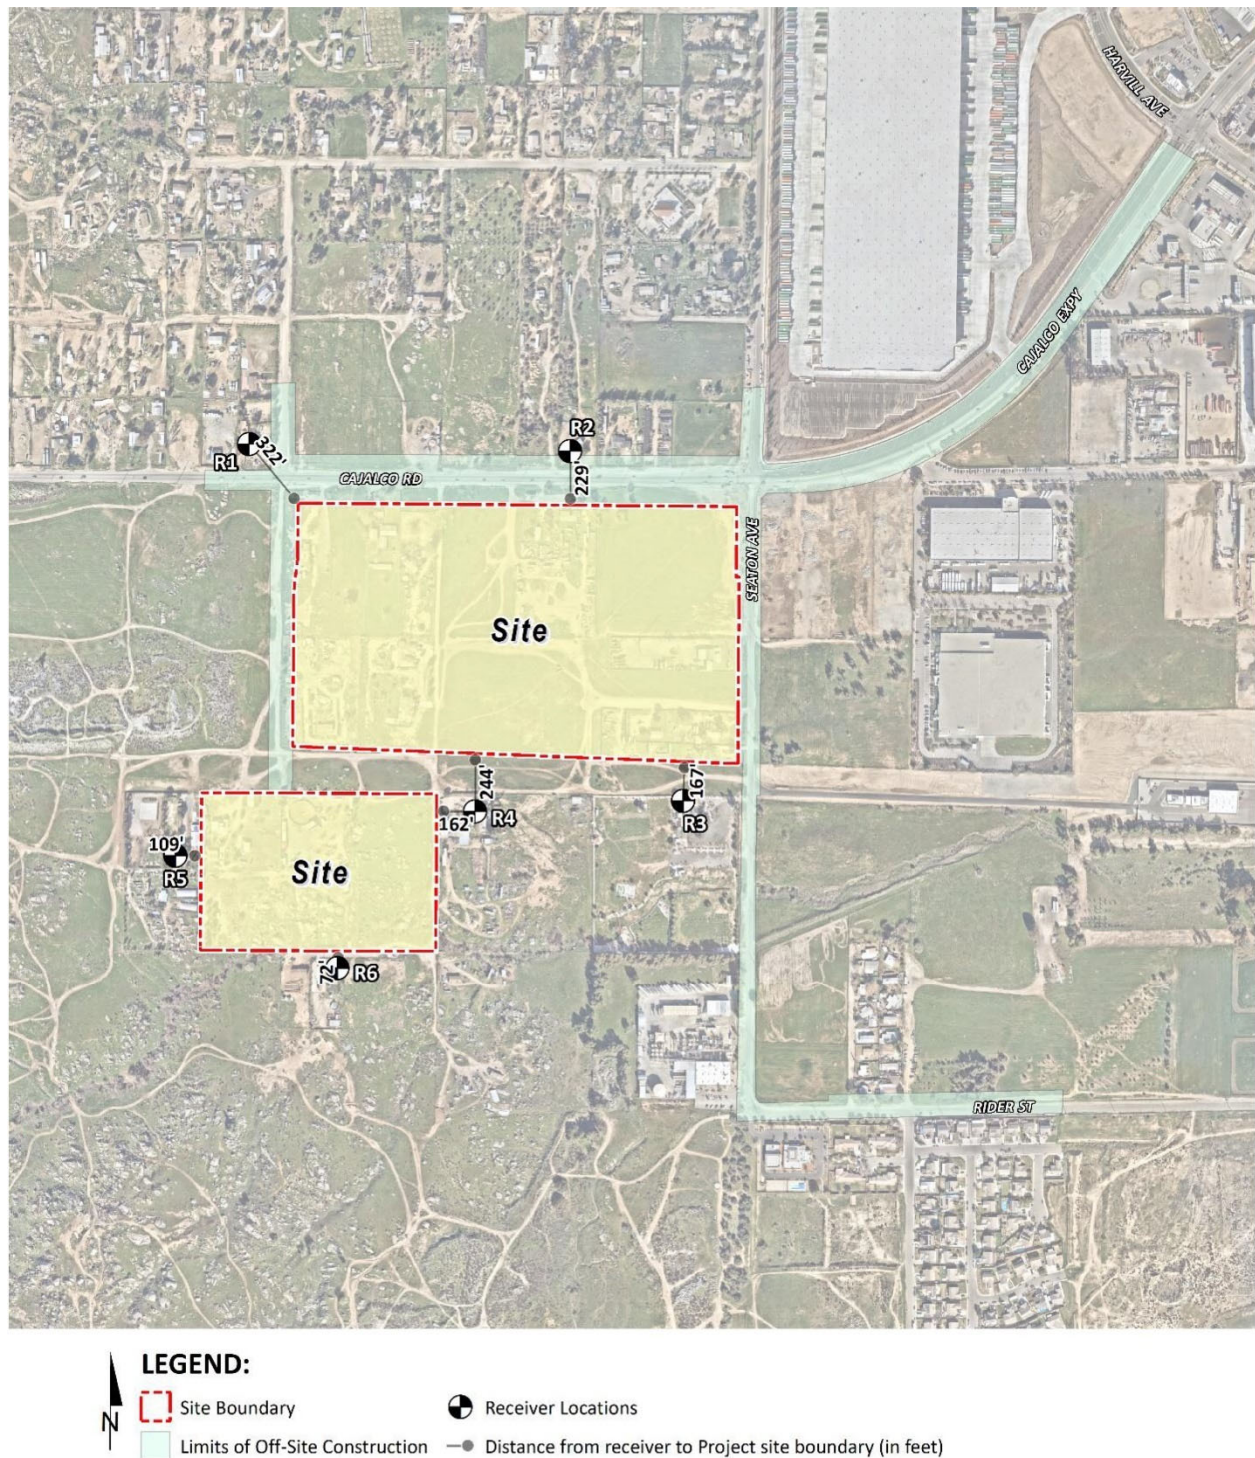 HARVILL AVE
CAJALCO EXPY
R2
322'
R1
229'
CAJALCO RD
SEATON AVE
Site
244'
167'
162'
R4
R3
109'
R5
Site
72'
R6
RIDER ST
LEGEND:
N
Site Boundary
Receiver Locations
Limits of Off-Site Construction
Distance from receiver to Project site boundary (in feet)